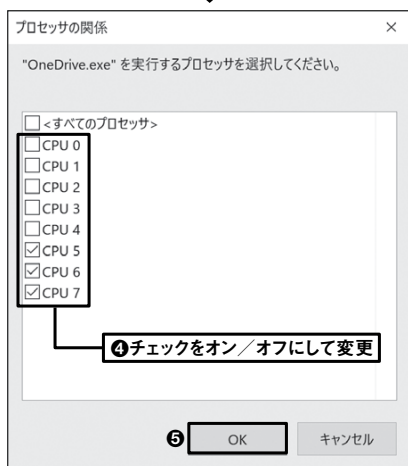 プロセッサの関係 ×
"OneDrive.exe" を実行するプロセッサを選択してください。
<すべてのプロセッサ>
CPU 0
CPU 1
CPU 2
CPU 3
CPU 4
CPU 5
CPU 6
CPU 7
❹チェックをオン／オフにして変更
❺ OK キャンセル